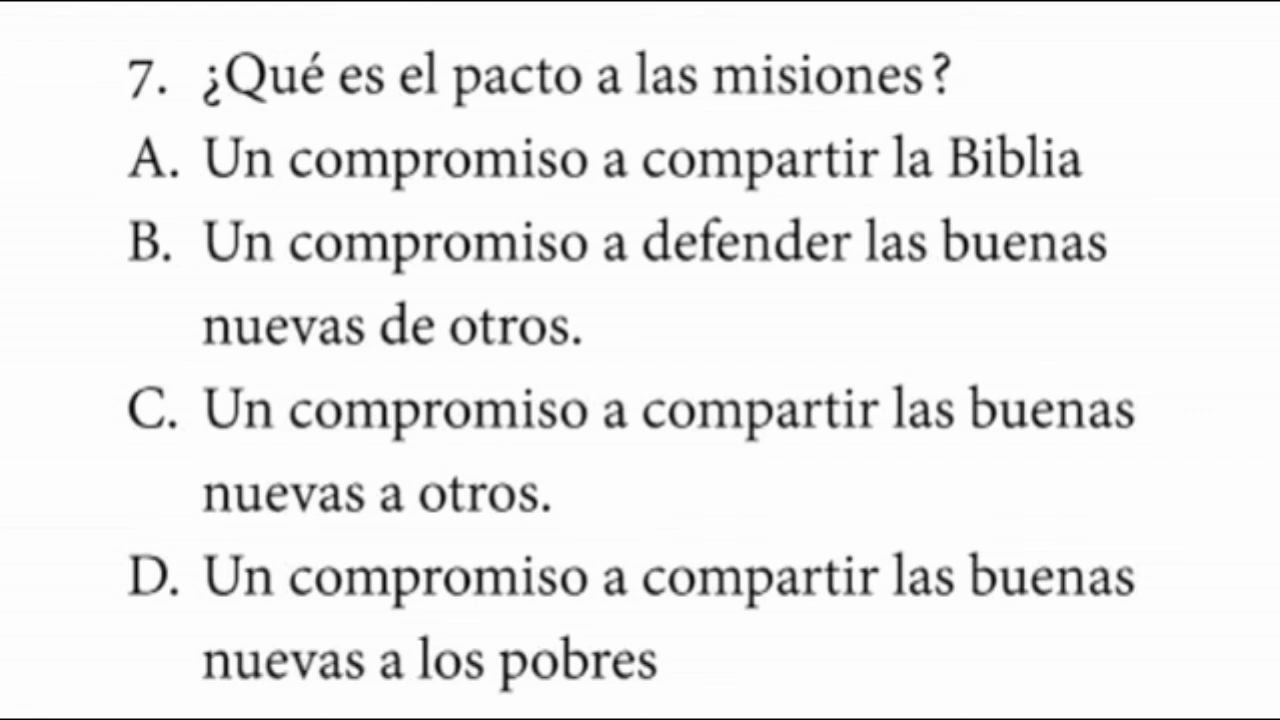 7. ¿Qué es el pacto a las misiones?
A. Un compromiso a compartir la Biblia
B. Un compromiso a defender las buenas
nuevas de otros.
C. Un compromiso a compartir las buenas
nuevas a otros.
D. Un compromiso a compartir las buenas
nuevas a los pobres